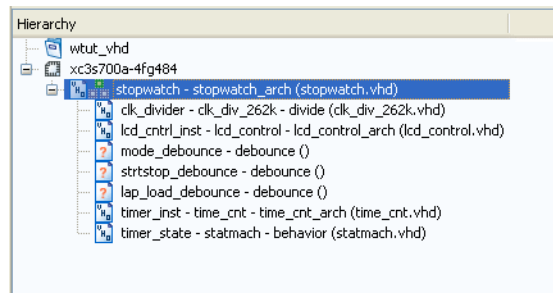 Hierarchy
wtut_vhd
xc3s700a-4fg484
stopwatch - stopwatch_arch (stopwatch.vhd)
clk_divider - clk_div_262k - divide (clk_div_262k.vhd)
lcd_cntrl_inst - lcd_control - lcd_control_arch (lcd_control.vhd)
mode_debounce - debounce ()
strtstop_debounce - debounce ()
lap_load_debounce - debounce ()
timer_inst - time_cnt - time_cnt_arch (time_cnt.vhd)
timer_state - statmach - behavior (statmach.vhd)